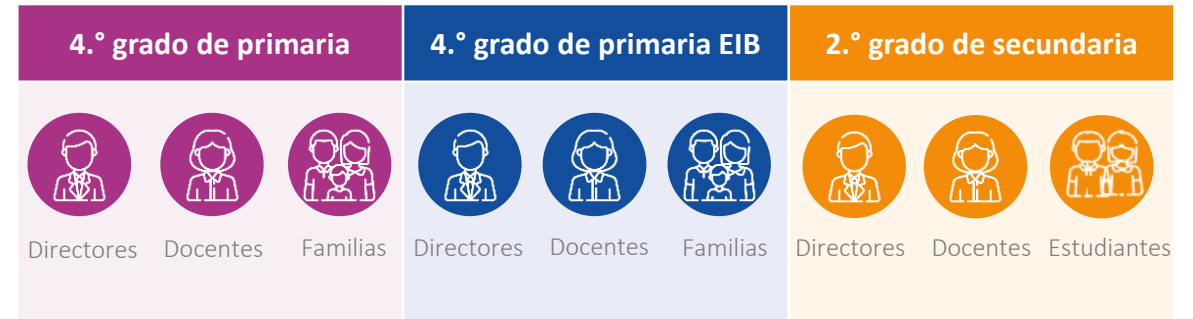 4.° grado de primaria
4.° grado de primaria EIB
2.° grado de secundaria
Directores
Docentes
Familias
Directores
Docentes
Familias
Directores
Docentes
Estudiantes